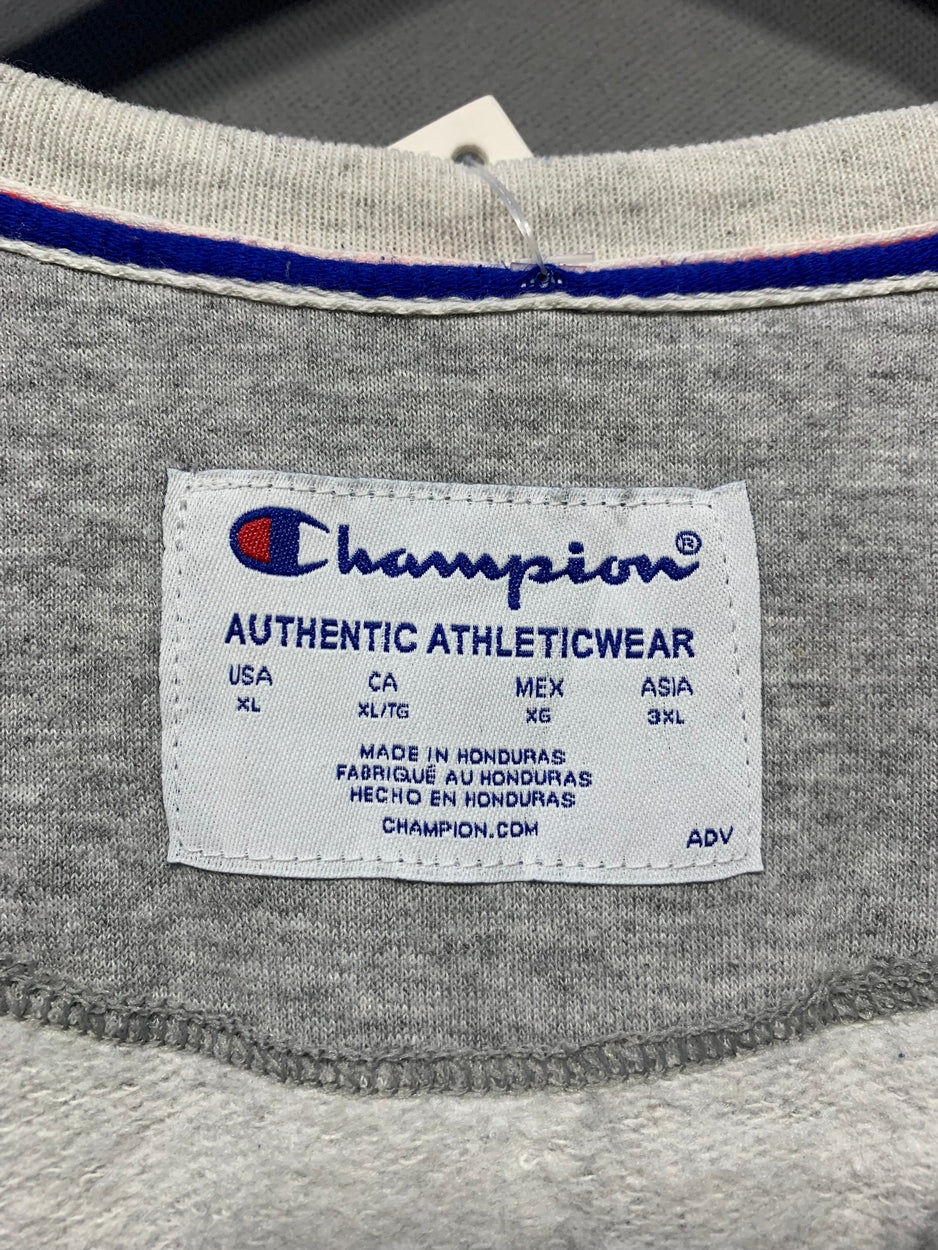 Champion®
AUTHENTIC ATHLETICWEAR
USA CA MEX ASIA
XL XL/TG XG 3XL
MADE IN HONDURAS
FABRIQUÉ AU HONDURAS
HECHO EN HONDURAS
CHAMPION.COM
ADV